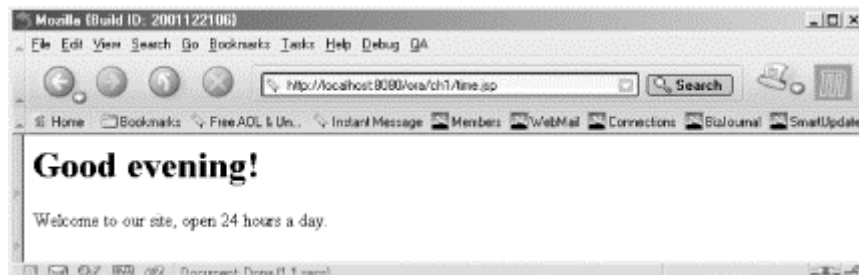 Mozilla {Build ID: 2001122106}
File Edit View Search Go Bookmarks Tasks Help Debug QA
http://localhost:8080/ora/ch1/time.jsp Search
Home Bookmarks Free AOL & Un... Instant Message Members WebMail Connections BizJournal SmartUpdate
Good evening!
Welcome to our site, open 24 hours a day.
Document: Done (1.1 secs)